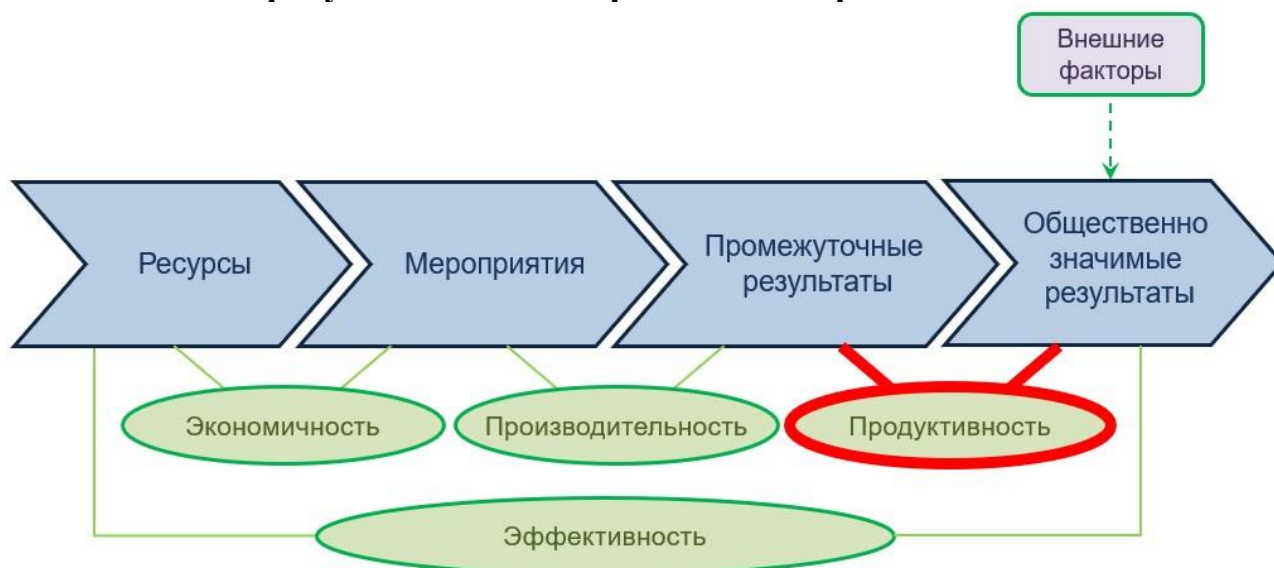 Внешние
факторы
Ресурсы
Мероприятия
Промежуточные
результаты
Общественно
значимые
результаты
Экономичность
Производительность
Продуктивность
Эффективность